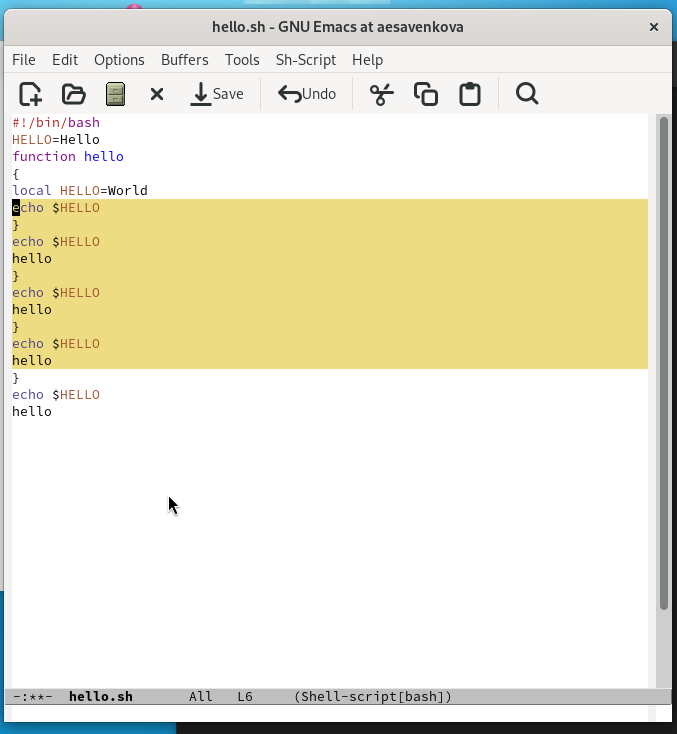 hello.sh - GNU Emacs at aesavenkova
File Edit Options Buffers Tools Sh-Script Help
Save Undo
#!/bin/bash
HELLO=Hello
function hello
{
local HELLO=World
echo $HELLO
}
echo $HELLO
hello
}
echo $HELLO
hello
}
echo $HELLO
hello
}
echo $HELLO
hello
-:**- hello.sh All L6 (Shell-script[bash])